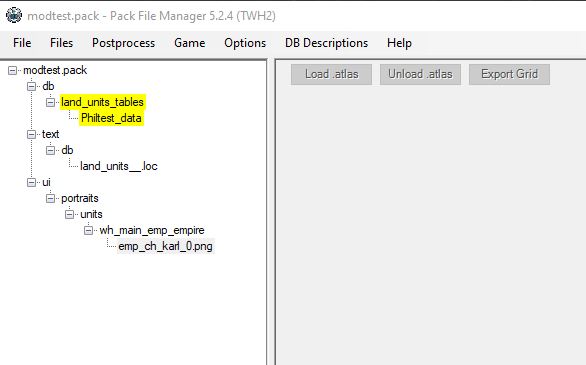 modtest.pack - Pack File Manager 5.2.4 (TWH2)
File Files Postprocess Game Options DB Descriptions Help
modtest.pack
Load .atlas Unload .atlas Export Grid
db
land_units_tables
Philtest_data
text
db
land_units__.loc
ui
portraits
units
wh_main_emp_empire
emp_ch_karl_0.png